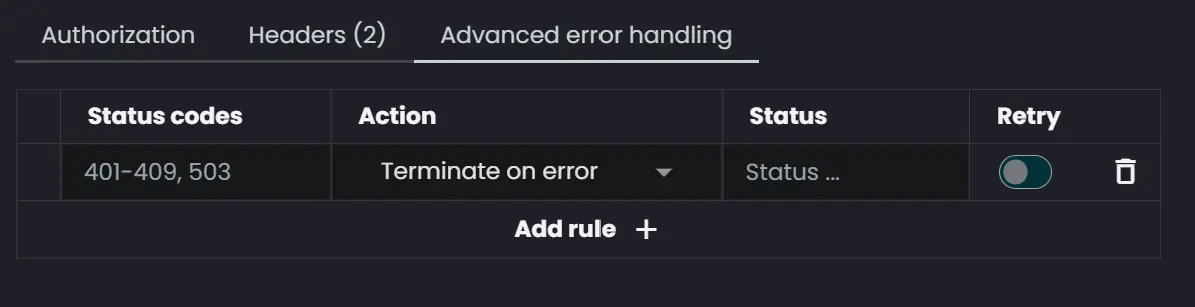 Authorization Headers (2) Advanced error handling
Status codes Action Status Retry
401-409, 503 Terminate on error Status ...
Add rule +